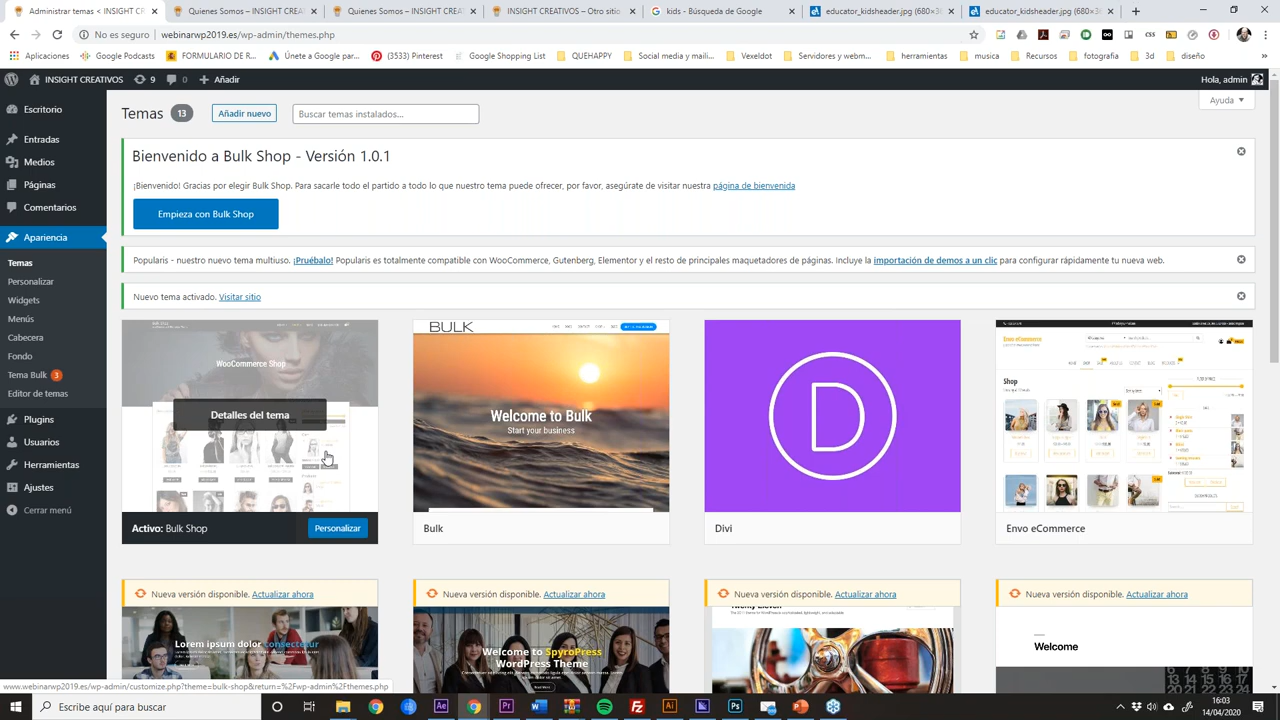 Temas ‹ INSIGHT CREATIVOS
Quienes Somos – INSIGHT CREA
Quienes Somos – INSIGHT CREA
INSIGHT CREATIVOS – Otro sitio
kids - Búsqueda de Google
educator_kidsheader.jpg (680×3
educator_kidsheader.jpg (680×3
No es seguro | webinarwp2019.es/wp-admin/themes.php
Aplicaciones
Google Podcasts
FORMULARIO DE R...
Únete a Google para...
(3533) Pinterest
Google Shopping List
QUEHAPPY
Social media y maili...
Vexeldot
Servidores y webm...
herramientas
musica
Recursos
fotografia
3d
diseño
INSIGHT CREATIVOS
9
0
Añadir
Hola, admin
Escritorio
Entradas
Medios
Páginas
Comentarios
Apariencia
Temas
Personalizar
Widgets
Menús
Cabecera
Fondo
Tema Bulk 3
Editor de temas
Plugins
Usuarios
Herramientas
Ajustes
Cerrar menú
Temas 13
Añadir nuevo
Buscar temas instalados...
Ayuda
Bienvenido a Bulk Shop - Versión 1.0.1
¡Bienvenido! Gracias por elegir Bulk Shop. Para sacarle todo el partido a todo lo que nuestro tema puede ofrecer, por favor, asegúrate de visitar nuestra página de bienvenida
Empieza con Bulk Shop
Popularis - nuestro nuevo tema multiuso. ¡Pruébalo! Popularis es totalmente compatible con WooCommerce, Gutenberg, Elementor y el resto de principales maquetadores de páginas. Incluye la importación de demos a un clic para configurar rápidamente tu nueva web.
Nuevo tema activado. Visitar sitio
WooCommerce Shop
Detalles del tema
Activo: Bulk Shop
Personalizar
BULK
Welcome to Bulk
Start your business
Bulk
D
Divi
Envo eCommerce
Shop
Envo eCommerce
Nueva versión disponible. Actualizar ahora
Nueva versión disponible. Actualizar ahora
Nueva versión disponible. Actualizar ahora
Nueva versión disponible. Actualizar ahora
Lorem ipsum dolor consectetur
Welcome to SpyroPress
WordPress Theme
Twenty Eleven
Welcome
www.webinarwp2019.es/wp-admin/customize.php?theme=bulk-shop&return=%2Fwp-admin%2Fthemes.php
Escribe aquí para buscar
16:03
14/04/2020